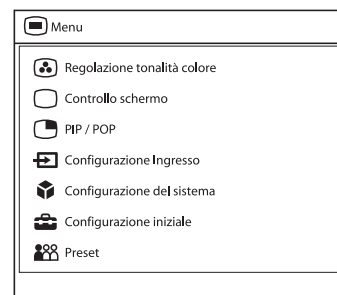 Menu
Regolazione tonalità colore
Controllo schermo
PIP / POP
Configurazione Ingresso
Configurazione del sistema
Configurazione iniziale
Preset